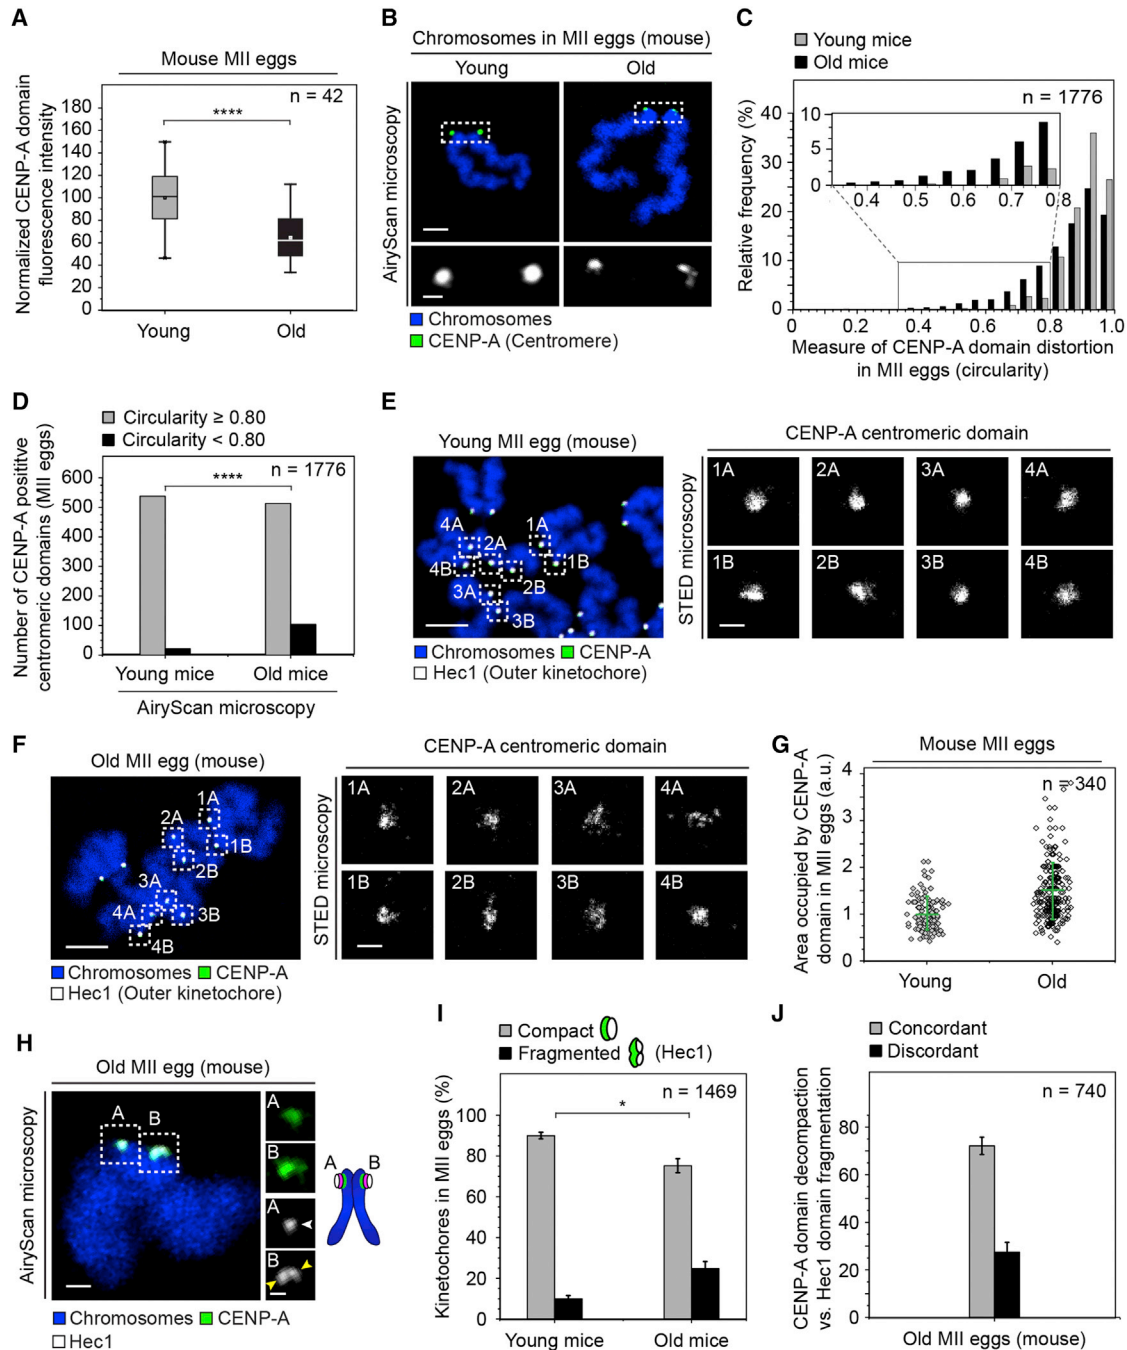 A
Mouse MII eggs
n = 42
****
Normalized CENP-A domain
fluorescence intensity
180
160
140
120
100
80
60
40
20
0
Young
Old
B
Chromosomes in MII eggs (mouse)
Young
Old
AiryScan microscopy
Chromosomes
CENP-A (Centromere)
C
Young mice
Old mice
n = 1776
Relative frequency (%)
40
30
20
10
0
10
5
0
0.4
0.5
0.6
0.7
0.8
0
0.2
0.4
0.6
0.8
1.0
Measure of CENP-A domain distortion
in MII eggs (circularity)
D
Circularity ≥ 0.80
Circularity < 0.80
n = 1776
****
Number of CENP-A positive
centromeric domains (MII eggs)
600
500
400
300
200
100
0
Young mice
Old mice
AiryScan microscopy
E
Young MII egg (mouse)
4A
1A
2A
4B
1B
2B
3A
3B
Chromosomes
CENP-A
Hec1 (Outer kinetochore)
CENP-A centromeric domain
STED microscopy
1A
2A
3A
4A
1B
2B
3B
4B
F
Old MII egg (mouse)
1A
2A
1B
2B
3A
4A
3B
4B
Chromosomes
CENP-A
Hec1 (Outer kinetochore)
CENP-A centromeric domain
STED microscopy
1A
2A
3A
4A
1B
2B
3B
4B
G
Mouse MII eggs
n = 340
Area occupied by CENP-A
domain in MII eggs (a.u.)
4
3
2
1
0
Young
Old
H
Old MII egg (mouse)
AiryScan microscopy
A
B
A
B
A
B
A
B
Chromosomes
CENP-A
Hec1
I
Compact
Fragmented
(Hec1)
n = 1469
*
Kinetochores in MII eggs (%)
100
80
60
40
20
0
Young mice
Old mice
J
Concordant
Discordant
n = 740
CENP-A domain decompaction
vs. Hec1 domain fragmentation
80
60
40
20
0
Old MII eggs (mouse)